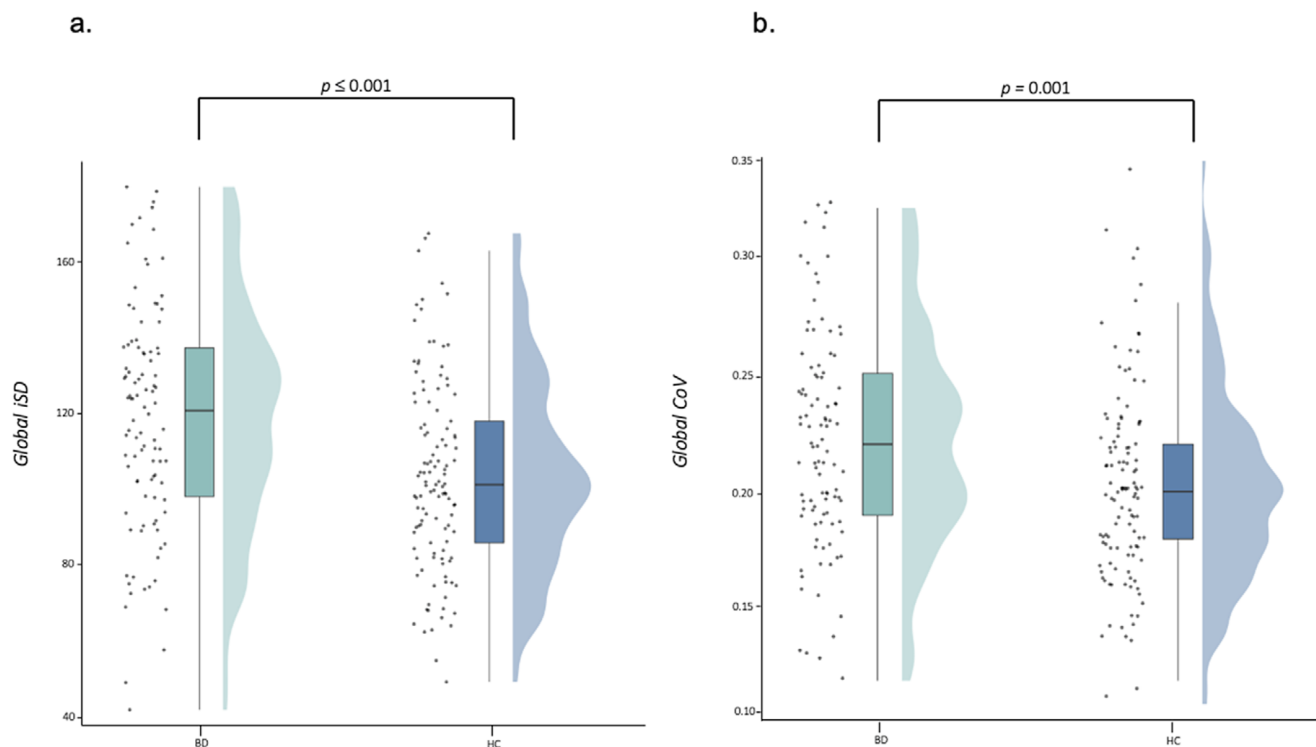 a.
p ≤ 0.001
Global iSD
160
120
80
40
BD
HC
b.
p = 0.001
Global CoV
0.35
0.30
0.25
0.20
0.15
0.10
BD
HC